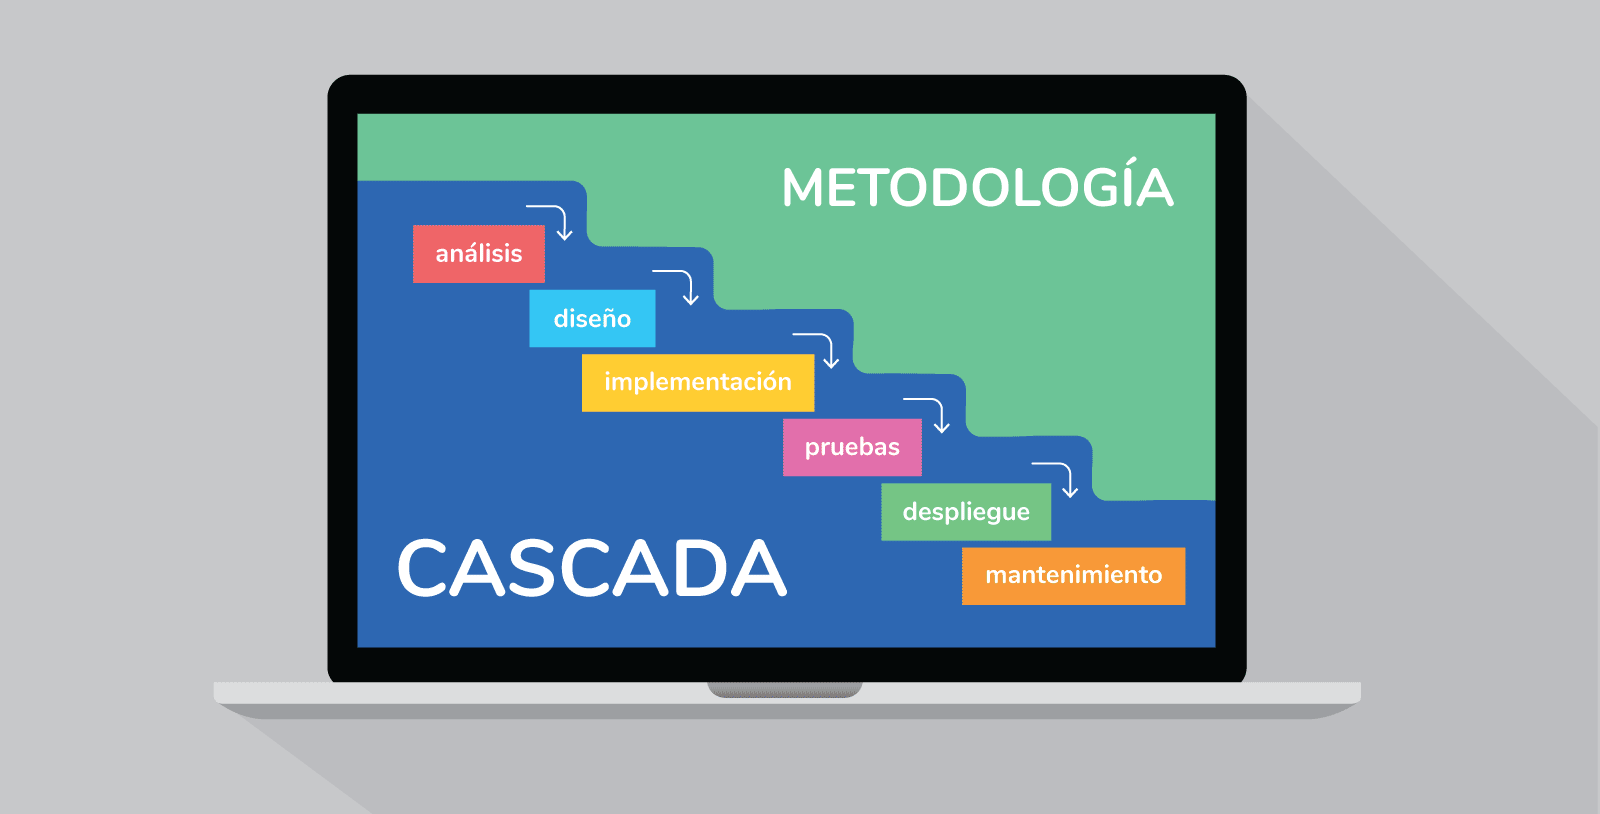 METODOLOGÍA
análisis
diseño
implementación
pruebas
despliegue
CASCADA
mantenimiento